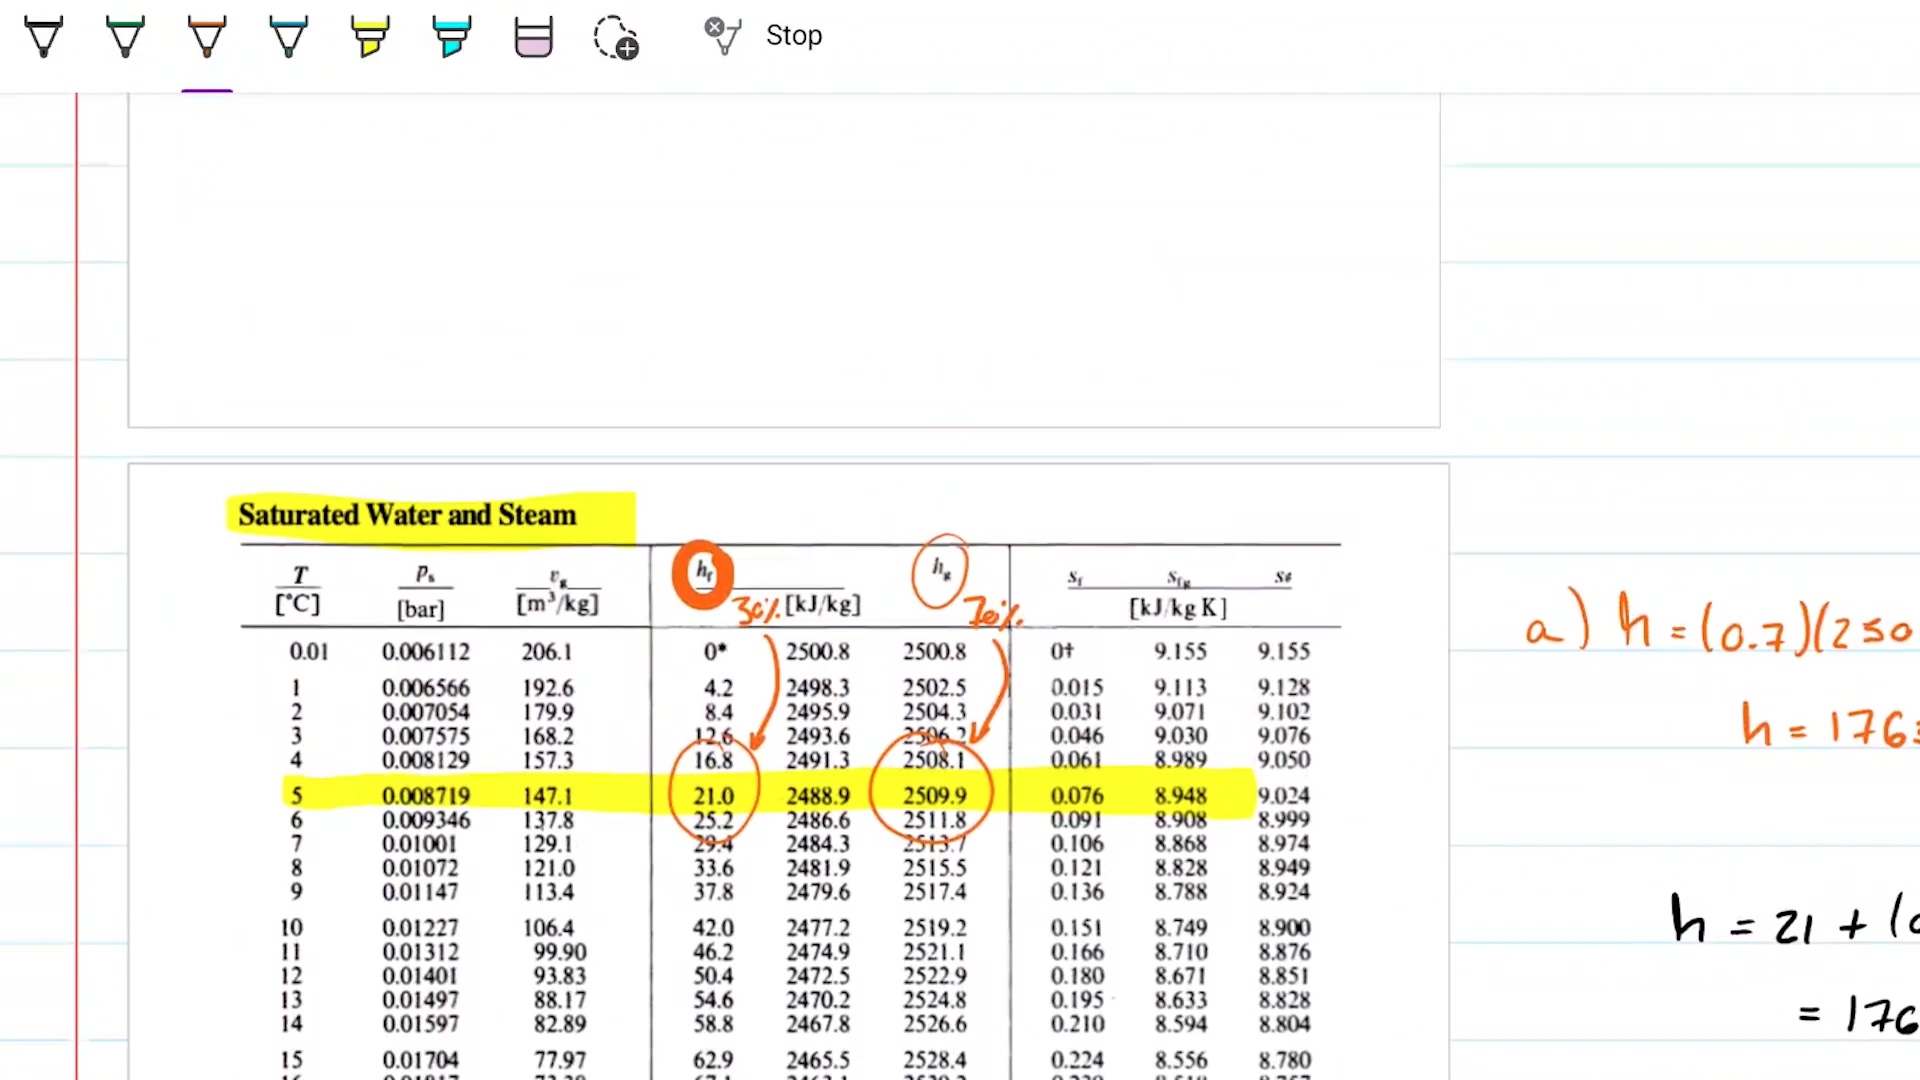 Stop
Saturated Water and Steam
T ps vg hf hg sf sfg
[°C] [bar] [m³/kg] 30% [kJ/kg] 70% [kJ/kg K]
0.01 0.006112 206.1 0* 2500.8 2500.8 0† 9.155 9.155
a) h = (0.7)(250
1 0.006566 192.6 4.2 2498.3 2502.5 0.015 9.113 9.128
2 0.007054 179.9 8.4 2495.9 2504.3 0.031 9.071 9.102
3 0.007575 168.2 12.6 2493.6 2506.2 0.046 9.030 9.076
h = 176
4 0.008129 157.3 16.8 2491.3 2508.1 0.061 8.989 9.050
5 0.008719 147.1 21.0 2488.9 2509.9 0.076 8.948 9.024
6 0.009346 137.8 25.2 2486.6 2511.8 0.091 8.908 8.999
7 0.01001 129.1 29.4 2484.3 2513.7 0.106 8.868 8.974
8 0.01072 121.0 33.6 2481.9 2515.5 0.121 8.828 8.949
9 0.01147 113.4 37.8 2479.6 2517.4 0.136 8.788 8.924
10 0.01227 106.4 42.0 2477.2 2519.2 0.151 8.749 8.900
h = 21 + (
11 0.01312 99.90 46.2 2474.9 2521.1 0.166 8.710 8.876
12 0.01401 93.83 50.4 2472.5 2522.9 0.180 8.671 8.851
13 0.01497 88.17 54.6 2470.2 2524.8 0.195 8.633 8.828
14 0.01597 82.89 58.8 2467.8 2526.6 0.210 8.594 8.804
= 176
15 0.01704 77.97 62.9 2465.5 2528.4 0.224 8.556 8.780